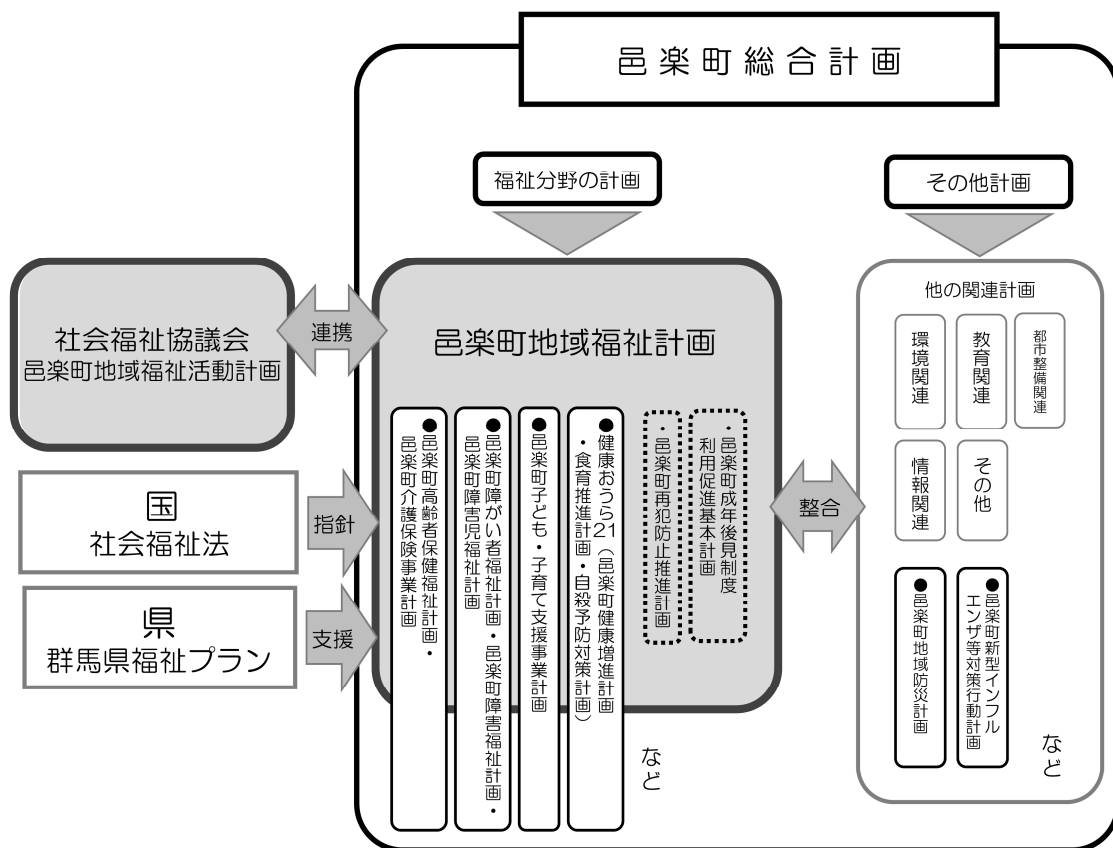 邑楽町総合計画
福祉分野の計画
その他計画
社会福祉協議会
邑楽町地域福祉活動計画
連携
邑楽町地域福祉計画
国
社会福祉法
指針
県
群馬県福祉プラン
支援
●邑楽町高齢者保健福祉計画・
邑楽町介護保険事業計画
●邑楽町障がい者福祉計画・邑楽町障害福祉計画・
邑楽町障害児福祉計画
●邑楽町子ども・子育て支援事業計画
●健康おうら21（邑楽町健康増進計画
・食育推進計画・自殺予防対策計画）
・邑楽町再犯防止推進計画
・邑楽町成年後見制度
利用促進基本計画
など
整合
他の関連計画
環境関連
教育関連
都市整備関連
情報関連
その他
●邑楽町地域防災計画
●邑楽町新型インフル
エンザ等対策行動計画
など